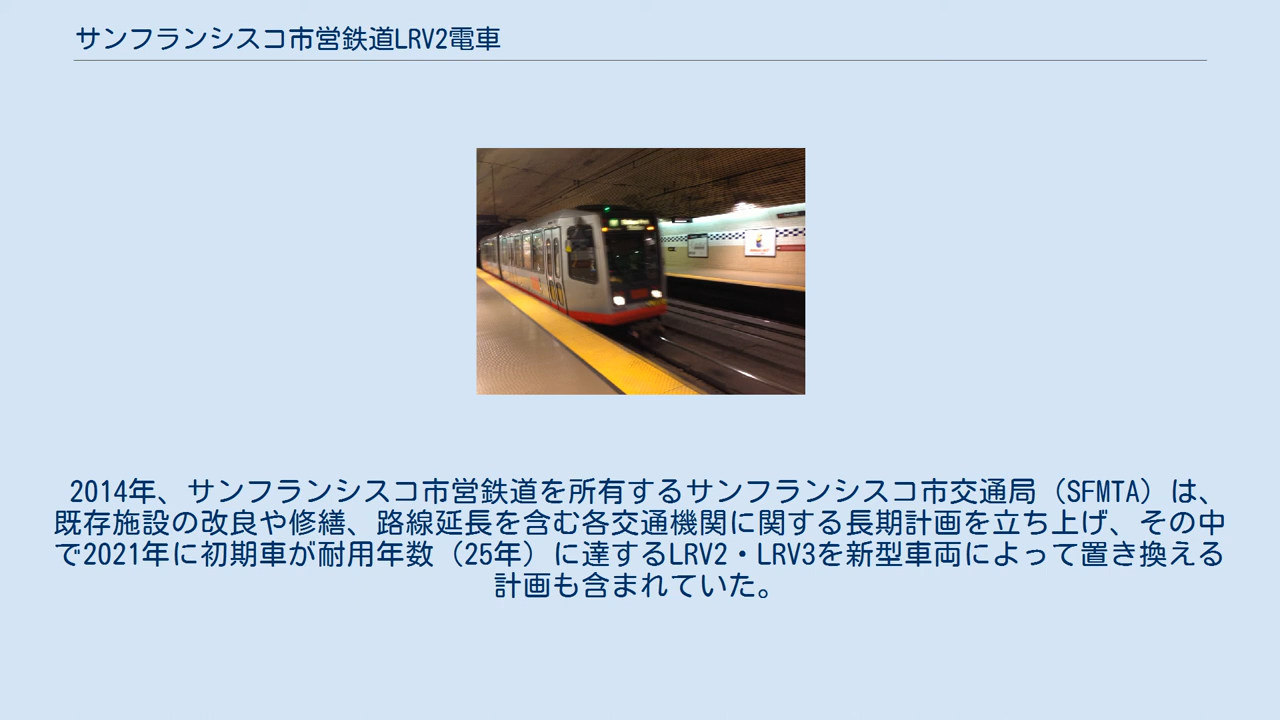 サンフランシスコ市営鉄道LRV2電車
2014年、サンフランシスコ市営鉄道を所有するサンフランシスコ市交通局（SFMTA）は、
既存施設の改良や修繕、路線延長を含む各交通機関に関する長期計画を立ち上げ、その中
で2021年に初期車が耐用年数（25年）に達するLRV2・LRV3を新型車両によって置き換える
計画も含まれていた。